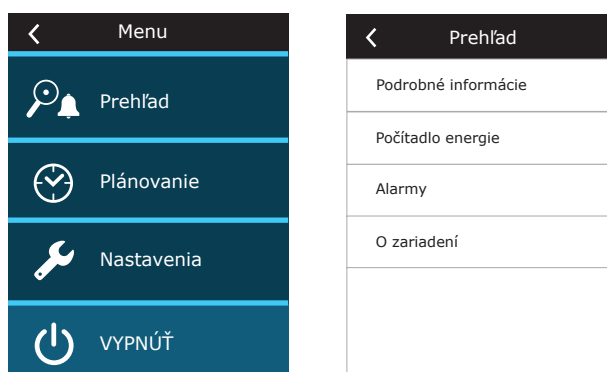 Menu
Prehľad
Plánovanie
Nastavenia
VYPNÚŤ
Prehľad
Podrobné informácie
Počítadlo energie
Alarmy
O zariadení